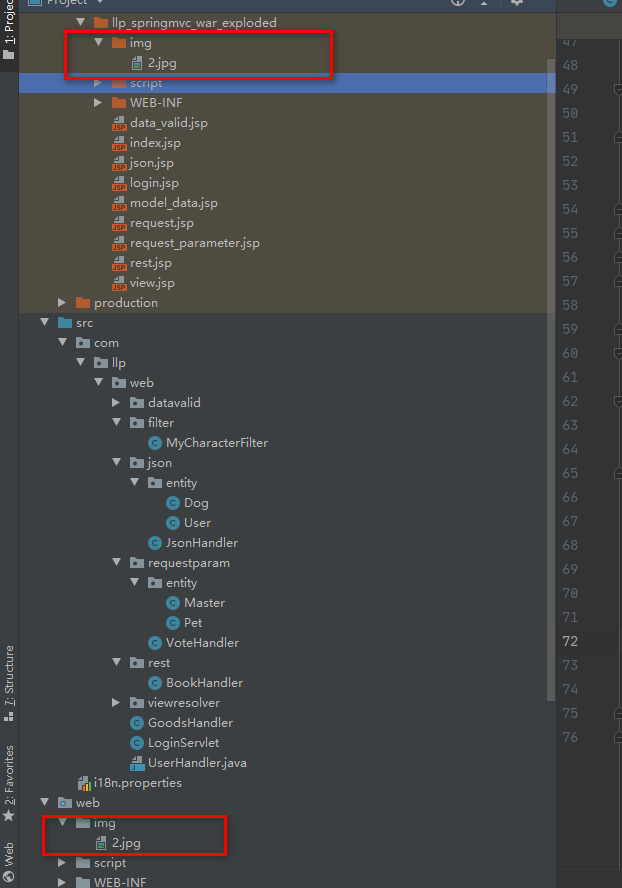 1: Project
Project
llp_springmvc_war_exploded
img
2.jpg
script
WEB-INF
data_valid.jsp
index.jsp
json.jsp
login.jsp
model_data.jsp
request.jsp
request_parameter.jsp
rest.jsp
view.jsp
production
src
com
llp
web
datavalid
filter
MyCharacterFilter
json
entity
Dog
User
JsonHandler
requestparam
entity
Master
Pet
VoteHandler
rest
BookHandler
viewresolver
GoodsHandler
LoginServlet
UserHandler.java
i18n.properties
web
img
2.jpg
script
WEB-INF
7: Structure
2: Favorites
Web
47
48
49
50
51
52
53
54
55
56
57
58
59
60
61
62
63
64
65
66
67
68
69
70
71
72
73
74
75
76